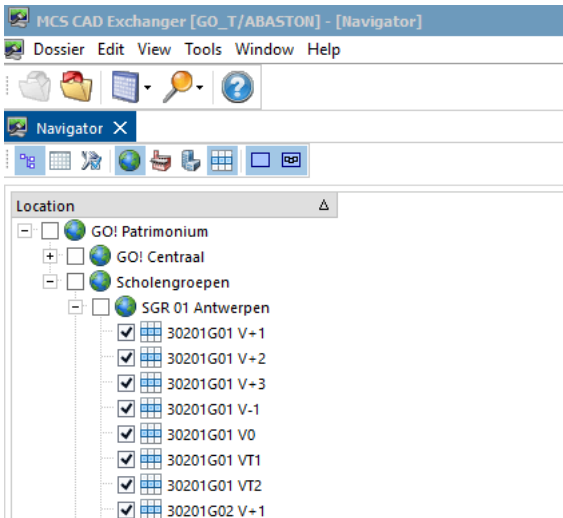 MCS CAD Exchanger [GO_T/ABASTON] - [Navigator]
Dossier Edit View Tools Window Help
Navigator
Location
GO! Patrimonium
GO! Centraal
Scholengroepen
SGR 01 Antwerpen
30201G01 V+1
30201G01 V+2
30201G01 V+3
30201G01 V-1
30201G01 V0
30201G01 VT1
30201G01 VT2
30201G02 V+1